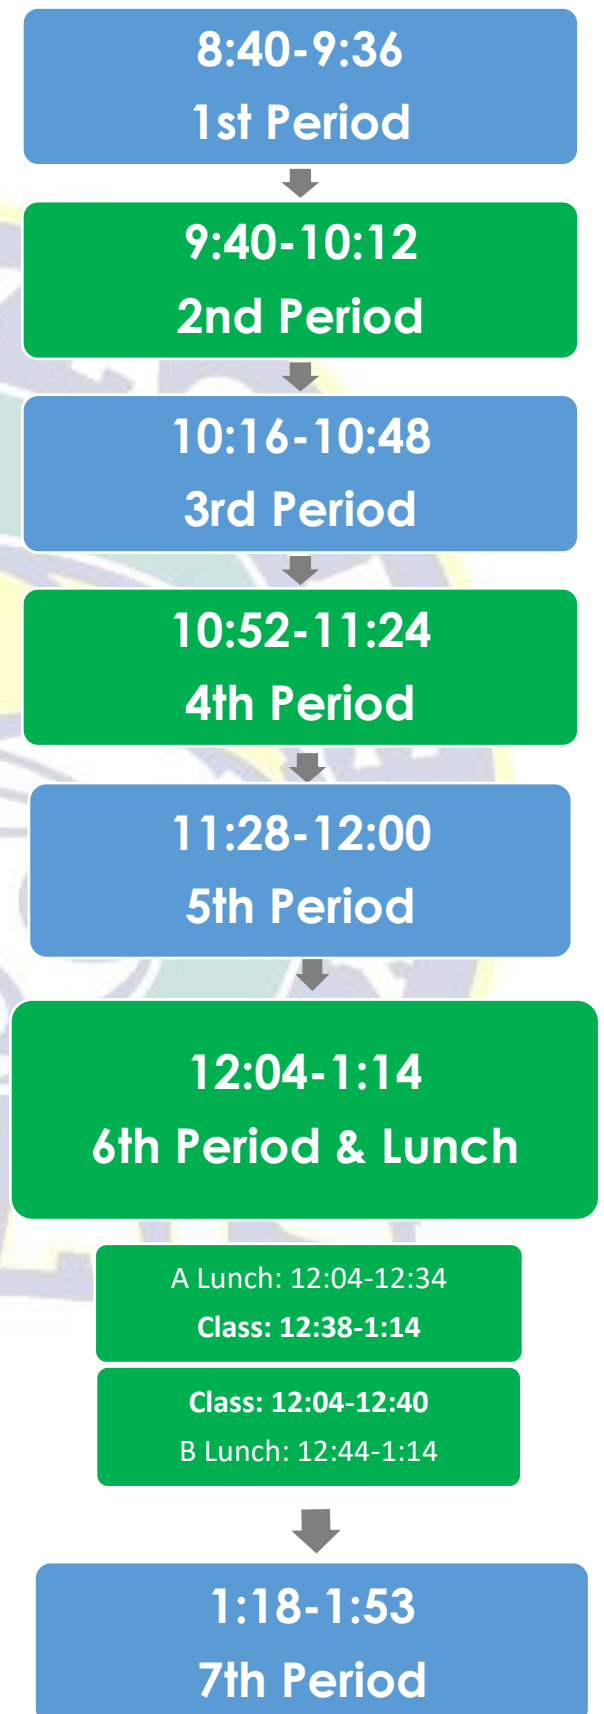 8:40-9:36
1st Period
9:40-10:12
2nd Period
10:16-10:48
3rd Period
10:52-11:24
4th Period
11:28-12:00
5th Period
12:04-1:14
6th Period & Lunch
A Lunch: 12:04-12:34
Class: 12:38-1:14
Class: 12:04-12:40
B Lunch: 12:44-1:14
1:18-1:53
7th Period